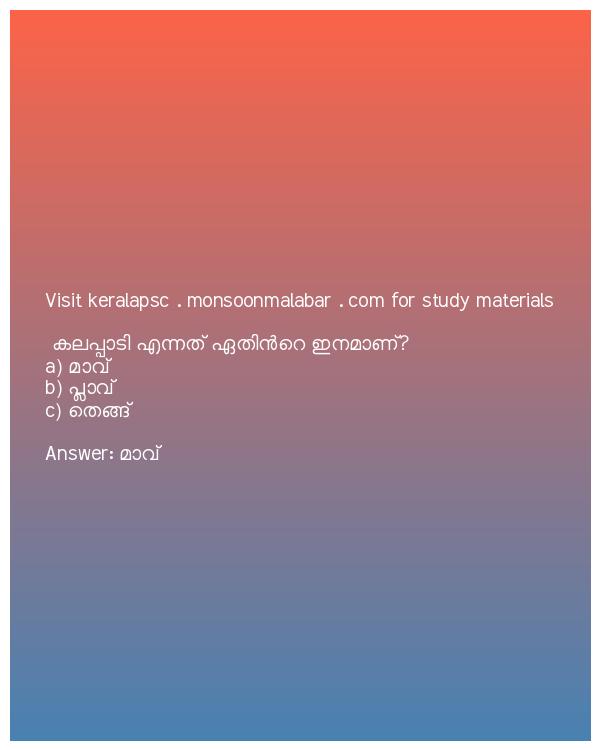 Visit keralapsc . monsoonmalabar . com for study materials
കലപ്പാടി എന്നത് ഏതിൻറെ ഇനമാണ്?
a) മാവ്
b) പ്ലാവ്
c) തെങ്ങ്
Answer: മാവ്